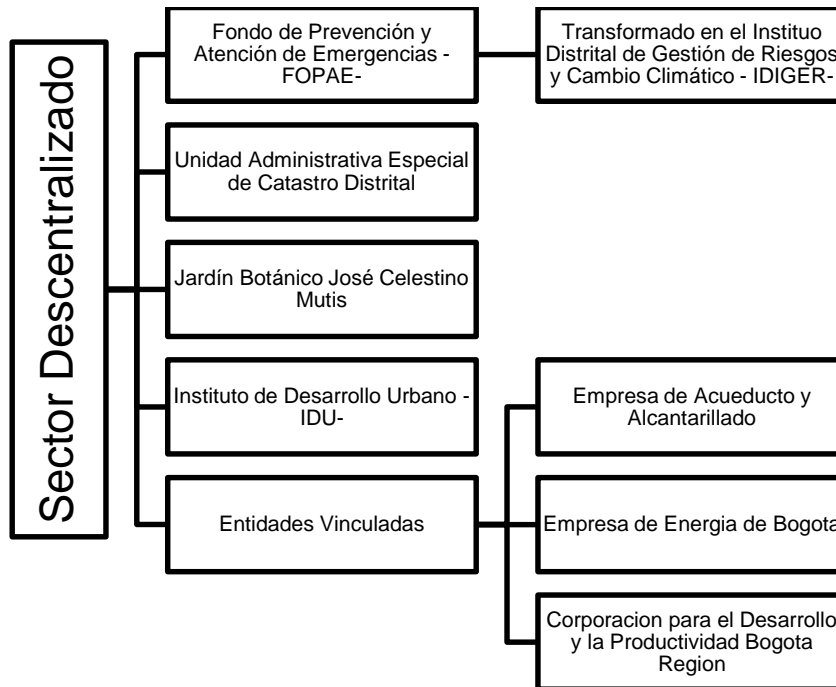 Sector Descentralizado
Fondo de Prevención y
Atención de Emergencias -
FOPAE-
Transformado en el Instituo
Distrital de Gestión de Riesgos
y Cambio Climático - IDIGER-
Unidad Administrativa Especial
de Catastro Distrital
Jardín Botánico José Celestino
Mutis
Instituto de Desarrollo Urbano -
IDU-
Entidades Vinculadas
Empresa de Acueducto y
Alcantarillado
Empresa de Energia de Bogota
Corporacion para el Desarrollo
y la Productividad Bogota
Region